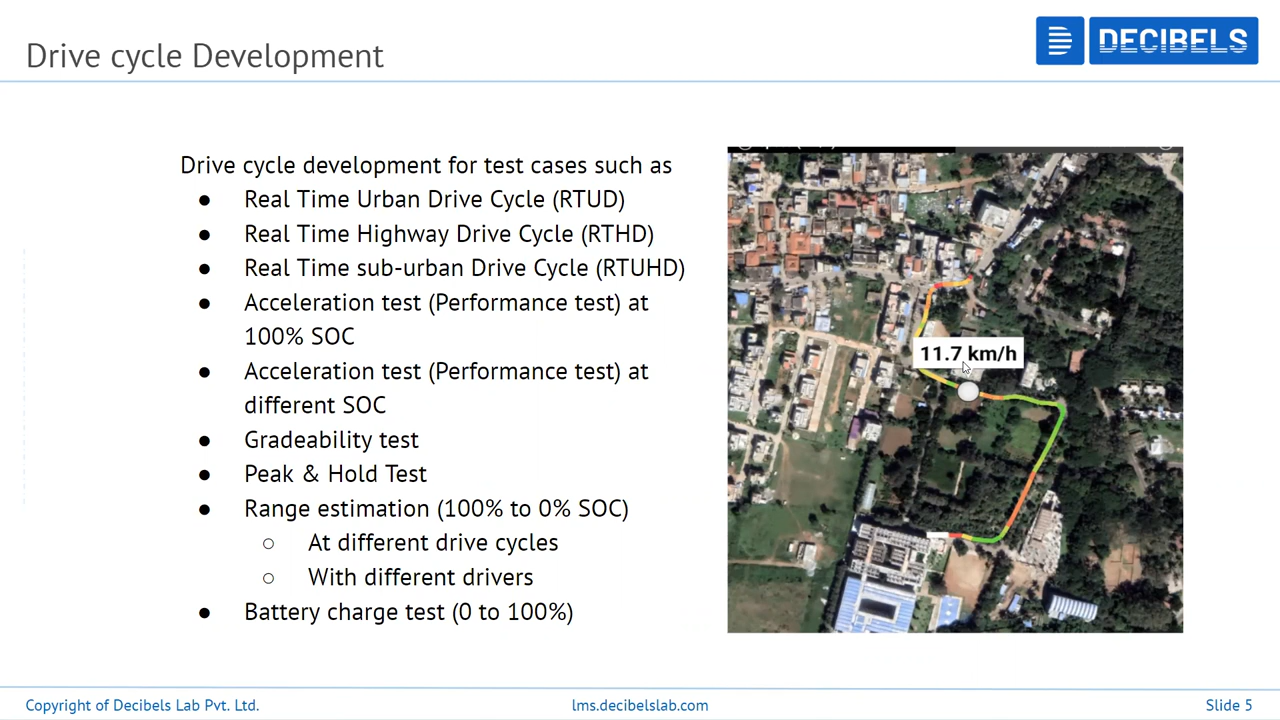 Drive cycle Development
DECIBELS
Drive cycle development for test cases such as
● Real Time Urban Drive Cycle (RTUD)
● Real Time Highway Drive Cycle (RTHD)
● Real Time sub-urban Drive Cycle (RTUHD)
● Acceleration test (Performance test) at
100% SOC
● Acceleration test (Performance test) at
different SOC
● Gradeability test
● Peak & Hold Test
● Range estimation (100% to 0% SOC)
○ At different drive cycles
○ With different drivers
● Battery charge test (0 to 100%)
11.7 km/h
Copyright of Decibels Lab Pvt. Ltd.
lms.decibelslab.com
Slide 5